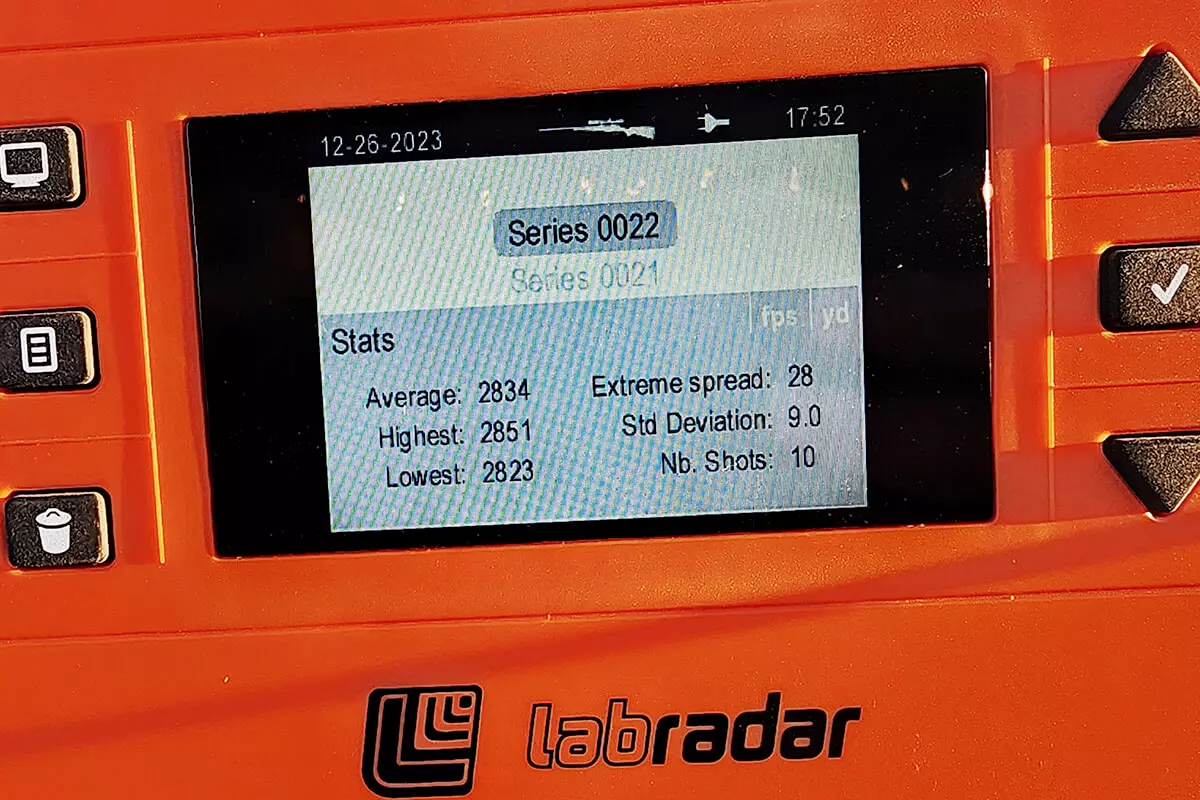 12-26-2023 17:52
Series 0022
Series 0021
fps yd
Stats
Average: 2834 Extreme spread: 28
Highest: 2851 Std Deviation: 9.0
Lowest: 2823 Nb. Shots: 10
labradar